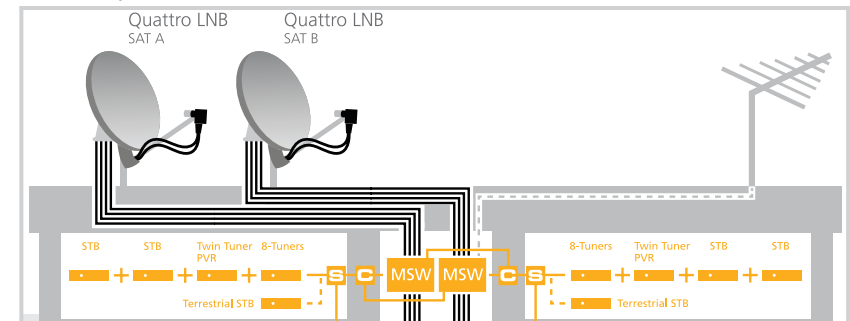 Quattro LNB
SAT A
Quattro LNB
SAT B
STB
STB
Twin Tuner
PVR
8-Tuners
8-Tuners
Twin Tuner
PVR
STB
STB
S
C
MSW
MSW
C
S
Terrestrial STB
Terrestrial STB